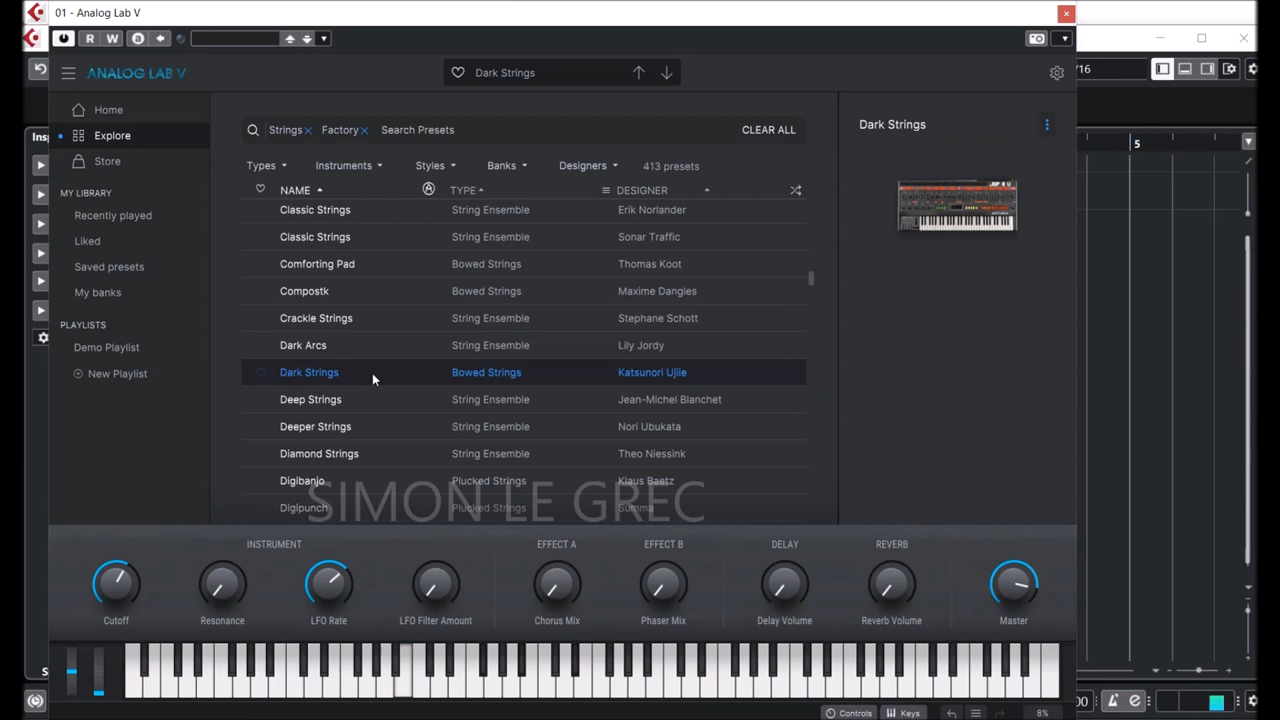 01 - Analog Lab V
R W a
ANALOG LAB V
Dark Strings
/16
Home
Explore
Store
MY LIBRARY
Recently played
Liked
Saved presets
My banks
PLAYLISTS
Demo Playlist
New Playlist
Strings Factory Search Presets CLEAR ALL
Types Instruments Styles Banks Designers 413 presets
NAME TYPE DESIGNER
Classic Strings String Ensemble Erik Norlander
Classic Strings String Ensemble Sonar Traffic
Comforting Pad Bowed Strings Thomas Koot
Compostk Bowed Strings Maxime Dangles
Crackle Strings String Ensemble Stephane Schott
Dark Arcs String Ensemble Lily Jordy
Dark Strings Bowed Strings Katsunori Ujiie
Deep Strings String Ensemble Jean-Michel Blanchet
Deeper Strings String Ensemble Nori Ubukata
Diamond Strings String Ensemble Theo Niessink
Digibanjo Plucked Strings Klaus Baetz
Digipunch Plucked Strings Summa
SIMON LE GREC
Dark Strings
Insp
5
INSTRUMENT EFFECT A EFFECT B DELAY REVERB
Cutoff Resonance LFO Rate LFO Filter Amount Chorus Mix Phaser Mix Delay Volume Reverb Volume Master
S
Controls Keys 8%
00